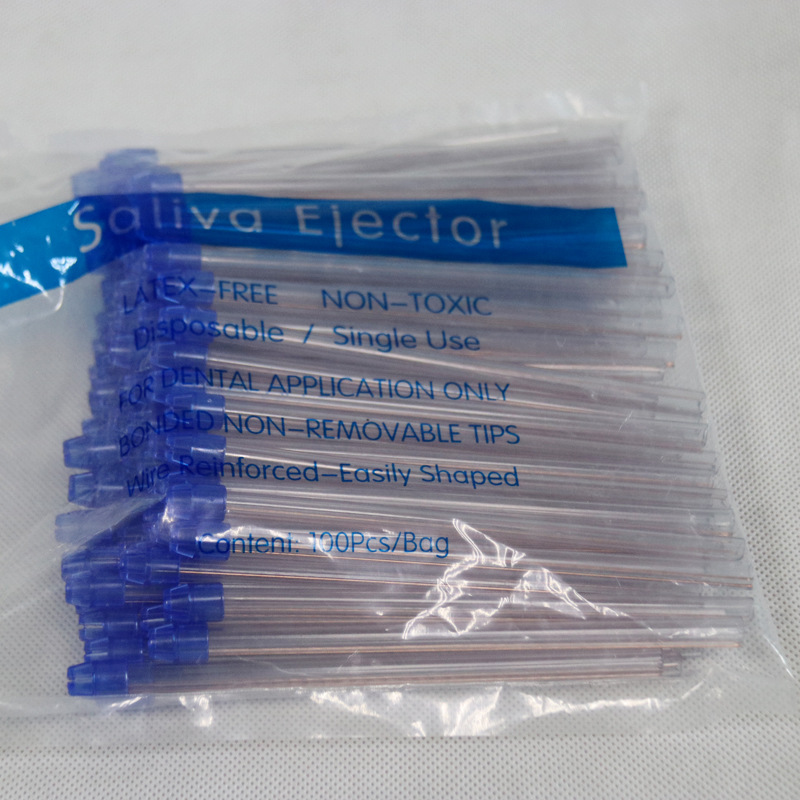 Saliva Ejector
LATEX-FREE NON-TOXIC
Disposable / Single Use
FOR DENTAL APPLICATION ONLY
BONDED NON-REMOVABLE TIPS
Wire Reinforced-Easily Shaped
Content: 100Pcs/Bag